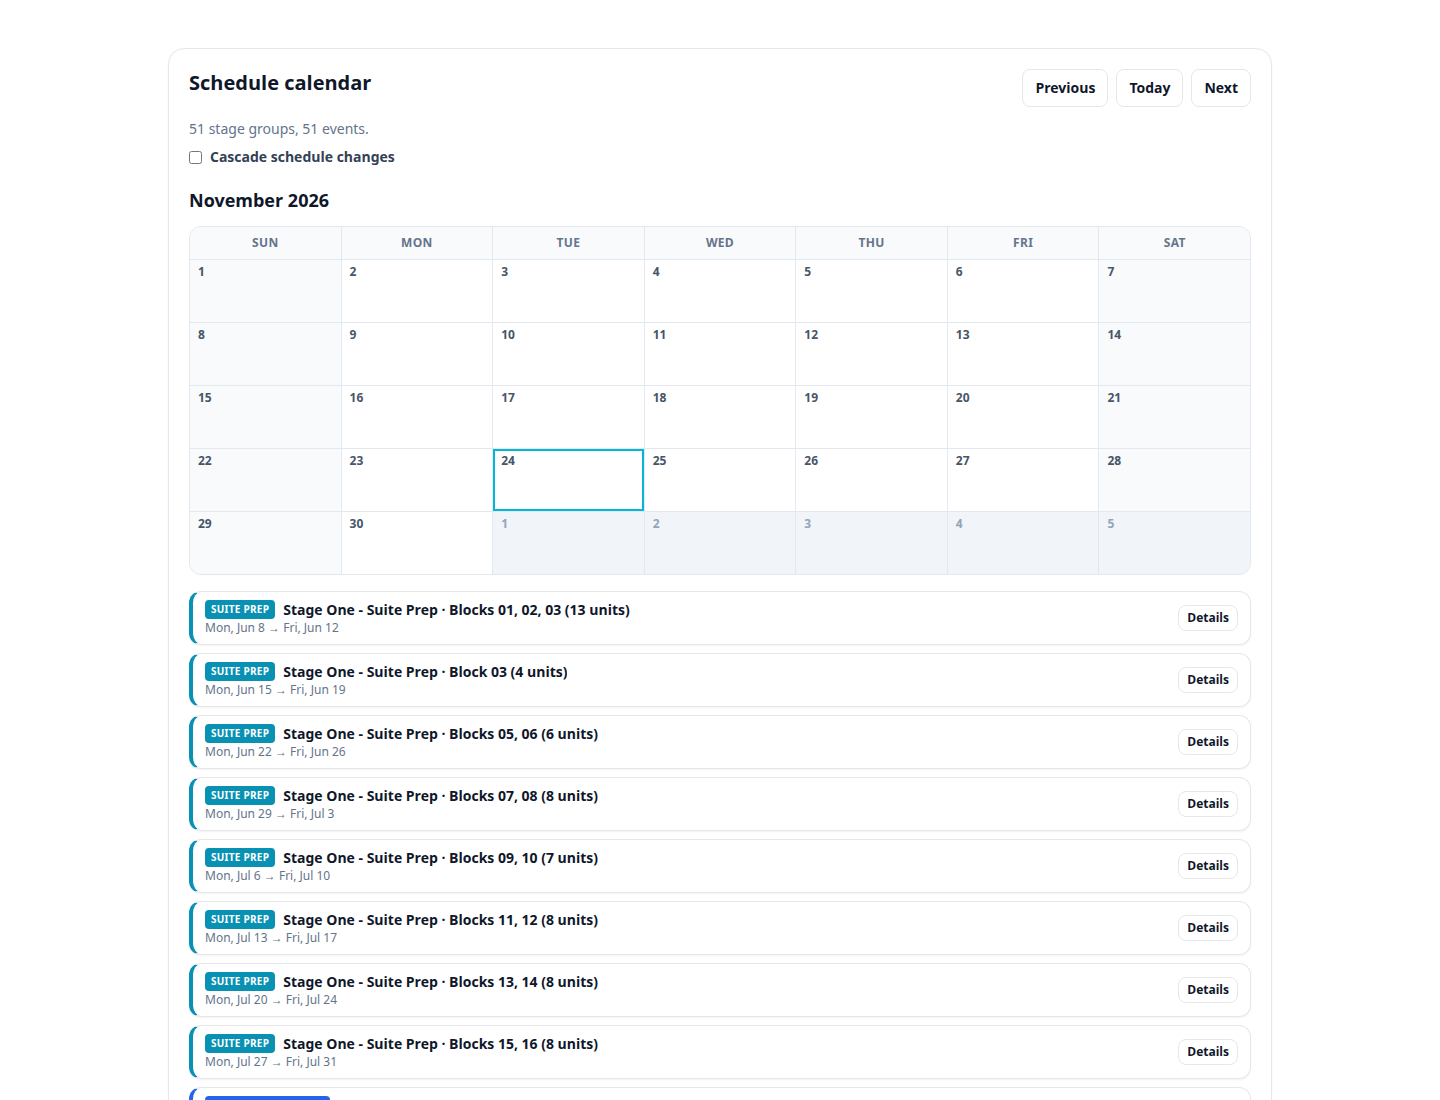 Schedule calendar
Previous Today Next
51 stage groups, 51 events.
Cascade schedule changes
November 2026
SUN MON TUE WED THU FRI SAT
1 2 3 4 5 6 7
8 9 10 11 12 13 14
15 16 17 18 19 20 21
22 23 24 25 26 27 28
29 30 1 2 3 4 5
SUITE PREP Stage One - Suite Prep · Blocks 01, 02, 03 (13 units)
Mon, Jun 8 → Fri, Jun 12
Details
SUITE PREP Stage One - Suite Prep · Block 03 (4 units)
Mon, Jun 15 → Fri, Jun 19
Details
SUITE PREP Stage One - Suite Prep · Blocks 05, 06 (6 units)
Mon, Jun 22 → Fri, Jun 26
Details
SUITE PREP Stage One - Suite Prep · Blocks 07, 08 (8 units)
Mon, Jun 29 → Fri, Jul 3
Details
SUITE PREP Stage One - Suite Prep · Blocks 09, 10 (7 units)
Mon, Jul 6 → Fri, Jul 10
Details
SUITE PREP Stage One - Suite Prep · Blocks 11, 12 (8 units)
Mon, Jul 13 → Fri, Jul 17
Details
SUITE PREP Stage One - Suite Prep · Blocks 13, 14 (8 units)
Mon, Jul 20 → Fri, Jul 24
Details
SUITE PREP Stage One - Suite Prep · Blocks 15, 16 (8 units)
Mon, Jul 27 → Fri, Jul 31
Details